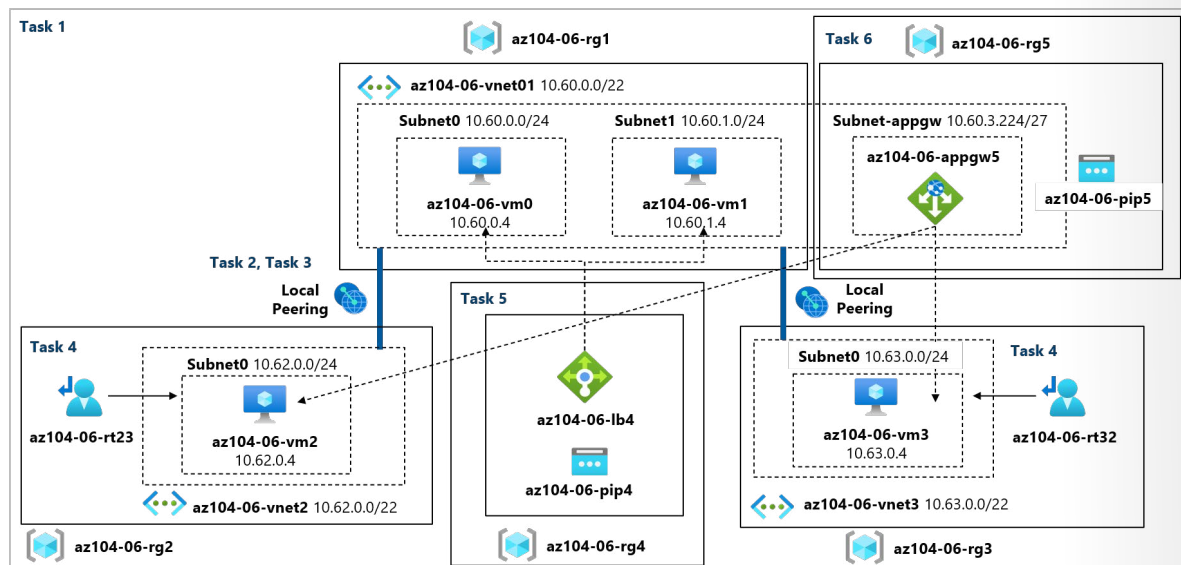 Task 1
az104-06-rg1
Task 6
az104-06-rg5
az104-06-vnet01 10.60.0.0/22
Subnet0 10.60.0.0/24
Subnet1 10.60.1.0/24
Subnet-appgw 10.60.3.224/27
az104-06-vm0
10.60.0.4
az104-06-vm1
10.60.1.4
az104-06-appgw5
az104-06-pip5
Task 2, Task 3
Local
Peering
Local
Peering
Task 4
Subnet0 10.62.0.0/24
az104-06-rt23
az104-06-vm2
10.62.0.4
az104-06-vnet2 10.62.0.0/22
az104-06-rg2
Task 5
az104-06-lb4
az104-06-pip4
az104-06-rg4
Subnet0 10.63.0.0/24
Task 4
az104-06-vm3
10.63.0.4
az104-06-rt32
az104-06-vnet3 10.63.0.0/22
az104-06-rg3